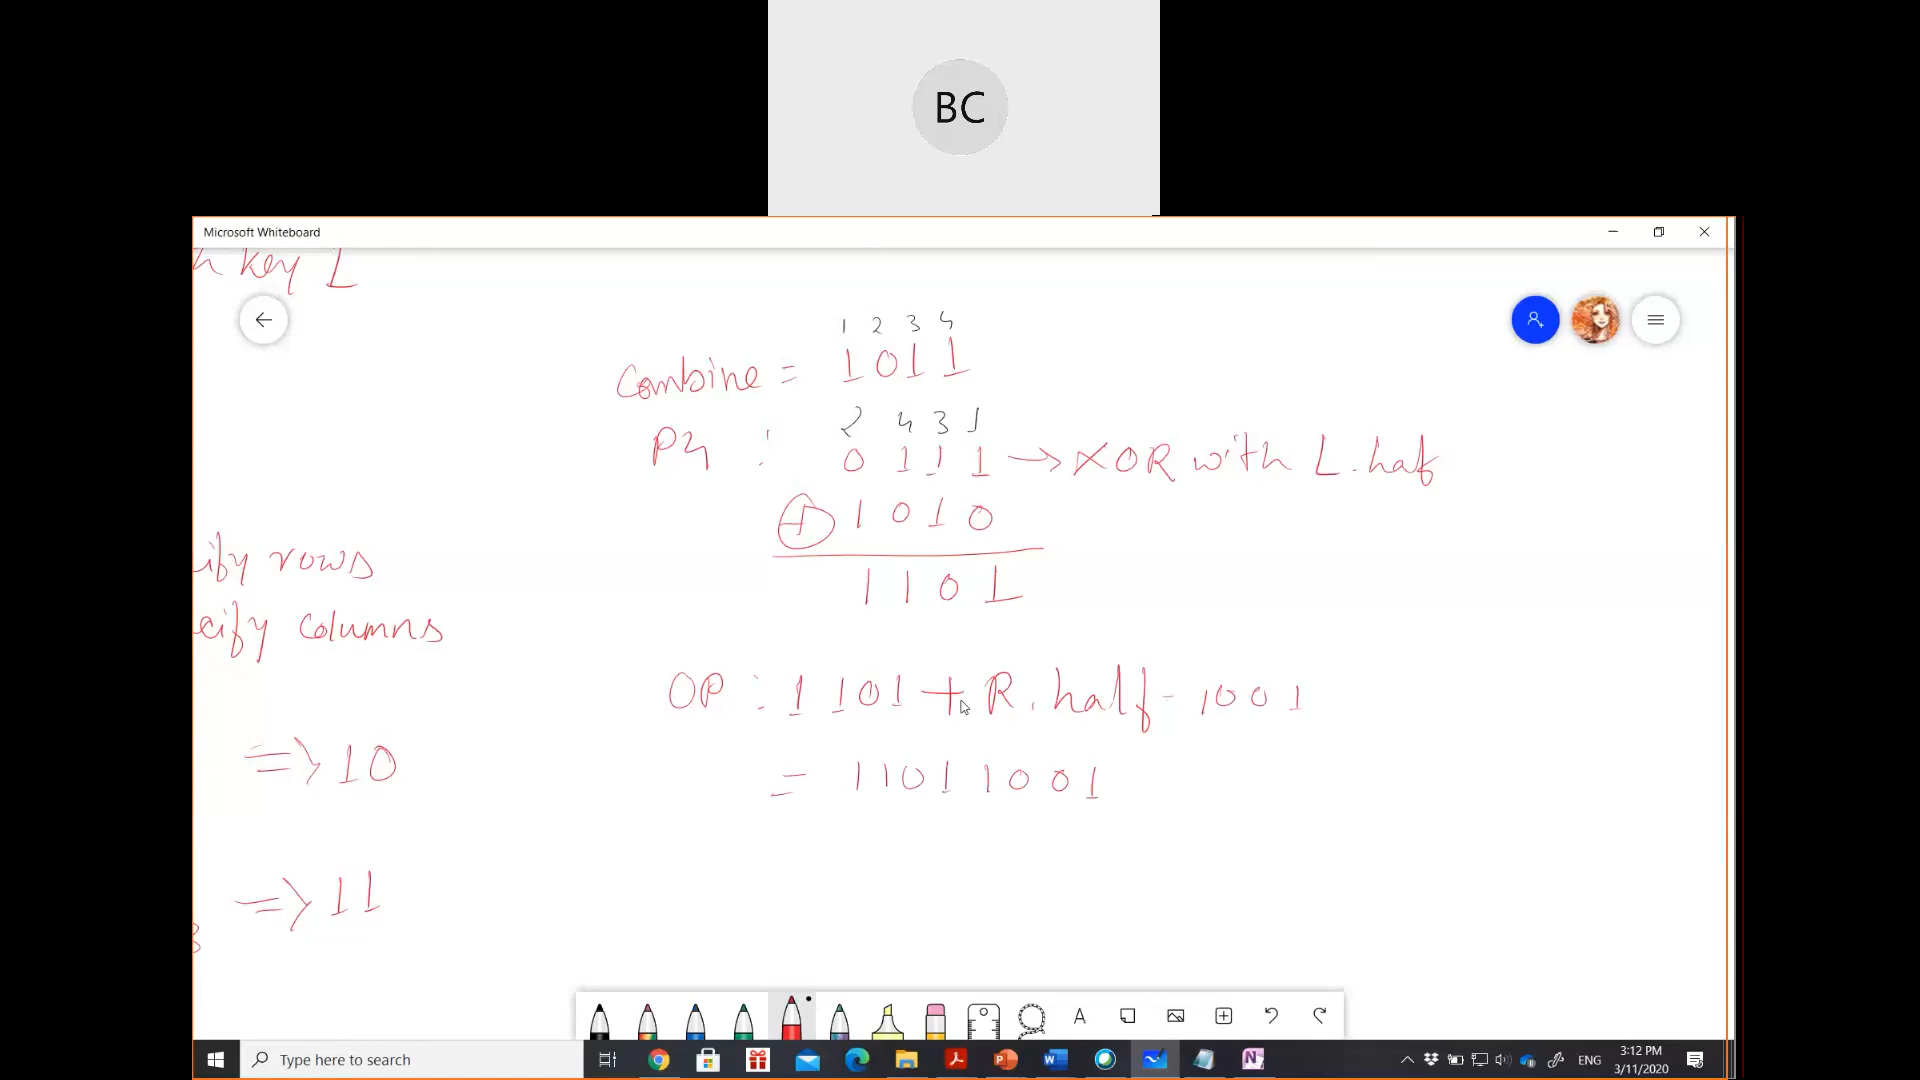 BC
Microsoft Whiteboard
key L
1 2 3 4
Combine = 1 0 1 1
2 4 3 1
P4 : 0 1 1 1 → XOR with L. half
⊕ 1 0 1 0
1 1 0 1
ify rows
cify columns
OP : 1 1 0 1 + R. half - 1 0 0 1
⇒ 10
= 1 1 0 1 1 0 0 1
⇒ 11
A
Type here to search
ENG
3:12 PM
3/11/2020